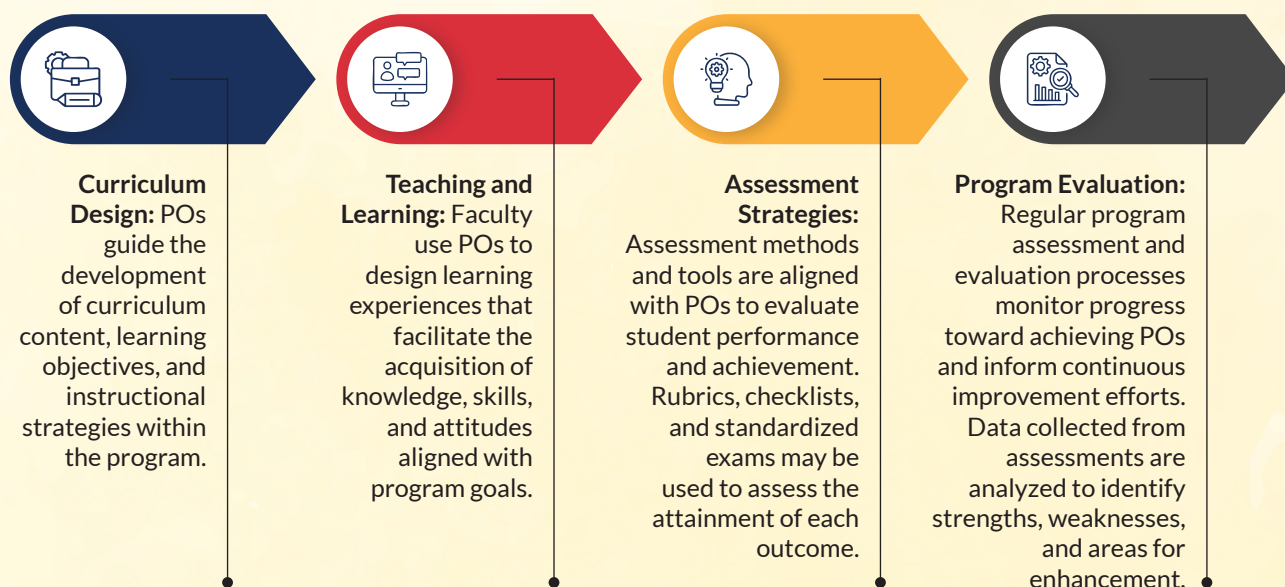 Curriculum
Design: POs
guide the
development
of curriculum
content, learning
objectives, and
instructional
strategies within
the program.
Teaching and
Learning: Faculty
use POs to
design learning
experiences that
facilitate the
acquisition of
knowledge, skills,
and attitudes
aligned with
program goals.
Assessment
Strategies:
Assessment methods
and tools are aligned
with POs to evaluate
student performance
and achievement.
Rubrics, checklists,
and standardized
exams may be
used to assess the
attainment of each
outcome.
Program Evaluation:
Regular program
assessment and
evaluation processes
monitor progress
toward achieving POs
and inform continuous
improvement efforts.
Data collected from
assessments are
analyzed to identify
strengths, weaknesses,
and areas for
enhancement.